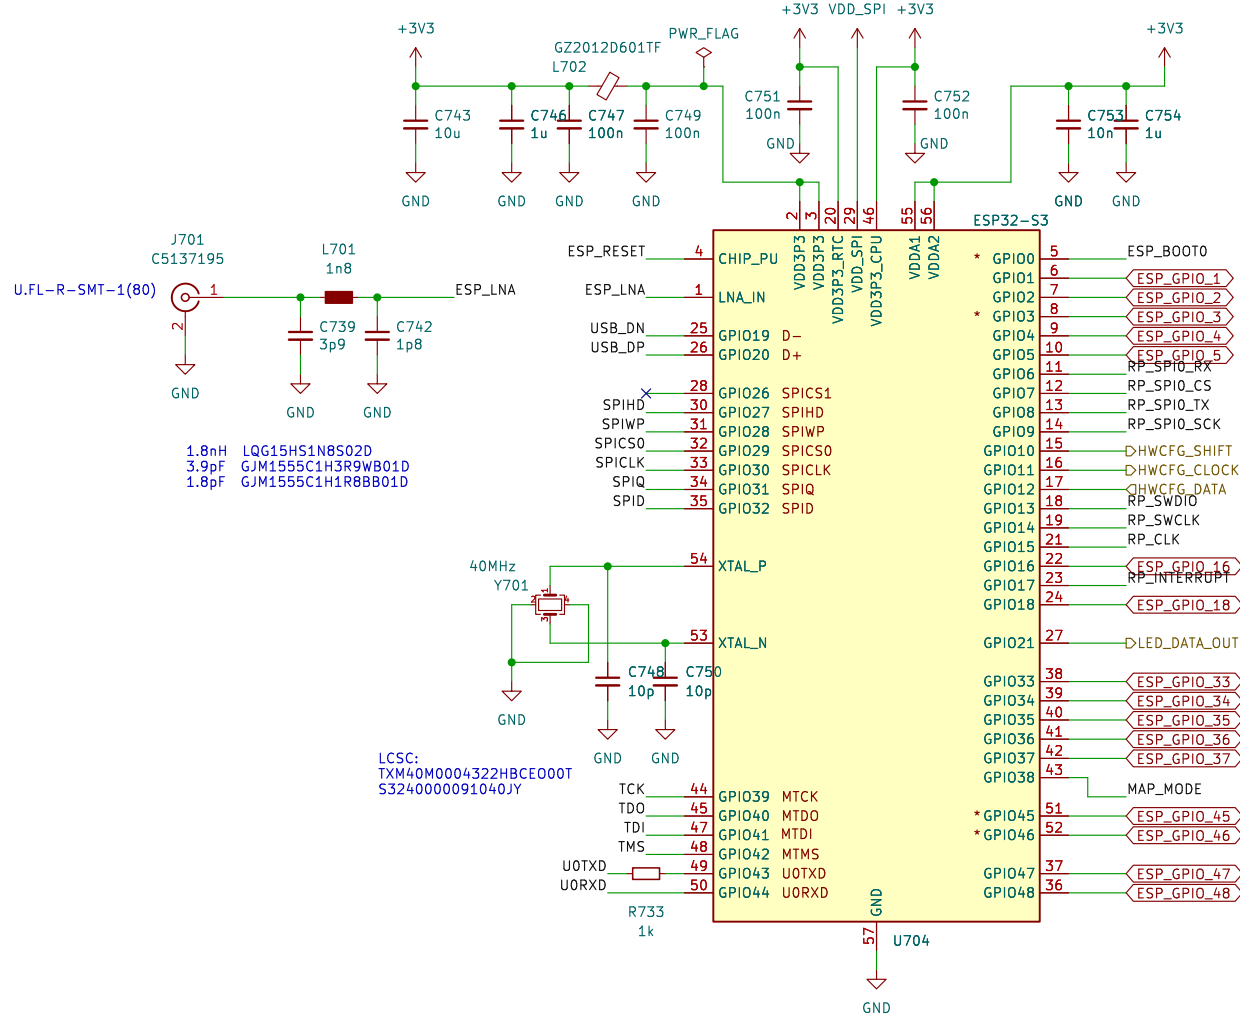 +3V3
GZ2012D601TF
L702
PWR_FLAG
+3V3
VDD_SPI
+3V3
+3V3
C743
10u
C746
1u
C747
100n
C749
100n
C751
100n
C752
100n
C753
10n
C754
1u
GND
GND
GND
GND
GND
GND
GND
GND
J701
C5137195
U.FL-R-SMT-1(80)
1
2
GND
L701
1n8
C739
3p9
C742
1p8
GND
GND
ESP_LNA
1.8nH LQG15HS1N8S02D
3.9pF GJM1555C1H3R9WB01D
1.8pF GJM1555C1H1R8BB01D
ESP32-S3
2 VDD3P3
3 VDD3P3
20 VDD3P3_RTC
29 VDD_SPI
46 VDD3P3_CPU
55 VDDA1
56 VDDA2
ESP_RESET 4 CHIP_PU
ESP_LNA 1 LNA_IN
USB_DN 25 GPIO19 D-
USB_DP 26 GPIO20 D+
28 GPIO26 SPICS1
SPIHD 30 GPIO27 SPIHD
SPIWP 31 GPIO28 SPIWP
SPICS0 32 GPIO29 SPICS0
SPICLK 33 GPIO30 SPICLK
SPIQ 34 GPIO31 SPIQ
SPID 35 GPIO32 SPID
54 XTAL_P
53 XTAL_N
40MHz
Y701
1
2
4
3
GND
C748
10p
C750
10p
GND
GND
LCSC:
TXM40M0004322HBCEO00T
S3240000091040JY
TCK 44 GPIO39 MTCK
TDO 45 GPIO40 MTDO
TDI 47 GPIO41 MTDI
TMS 48 GPIO42 MTMS
U0TXD 49 GPIO43 U0TXD
U0RXD 50 GPIO44 U0RXD
R733
1k
* GPIO0 5 ESP_BOOT0
GPIO1 6 ESP_GPIO_1
GPIO2 7 ESP_GPIO_2
* GPIO3 8 ESP_GPIO_3
GPIO4 9 ESP_GPIO_4
GPIO5 10 ESP_GPIO_5
GPIO6 11 RP_SPI0_RX
GPIO7 12 RP_SPI0_CS
GPIO8 13 RP_SPI0_TX
GPIO9 14 RP_SPI0_SCK
GPIO10 15 HWCFG_SHIFT
GPIO11 16 HWCFG_CLOCK
GPIO12 17 HWCFG_DATA
GPIO13 18 RP_SWDIO
GPIO14 19 RP_SWCLK
GPIO15 21 RP_CLK
GPIO16 22 ESP_GPIO_16
GPIO17 23 RP_INTERRUPT
GPIO18 24 ESP_GPIO_18
GPIO21 27 LED_DATA_OUT
GPIO33 38 ESP_GPIO_33
GPIO34 39 ESP_GPIO_34
GPIO35 40 ESP_GPIO_35
GPIO36 41 ESP_GPIO_36
GPIO37 42 ESP_GPIO_37
GPIO38 43 MAP_MODE
* GPIO45 51 ESP_GPIO_45
* GPIO46 52 ESP_GPIO_46
GPIO47 37 ESP_GPIO_47
GPIO48 36 ESP_GPIO_48
GND
57
U704
GND